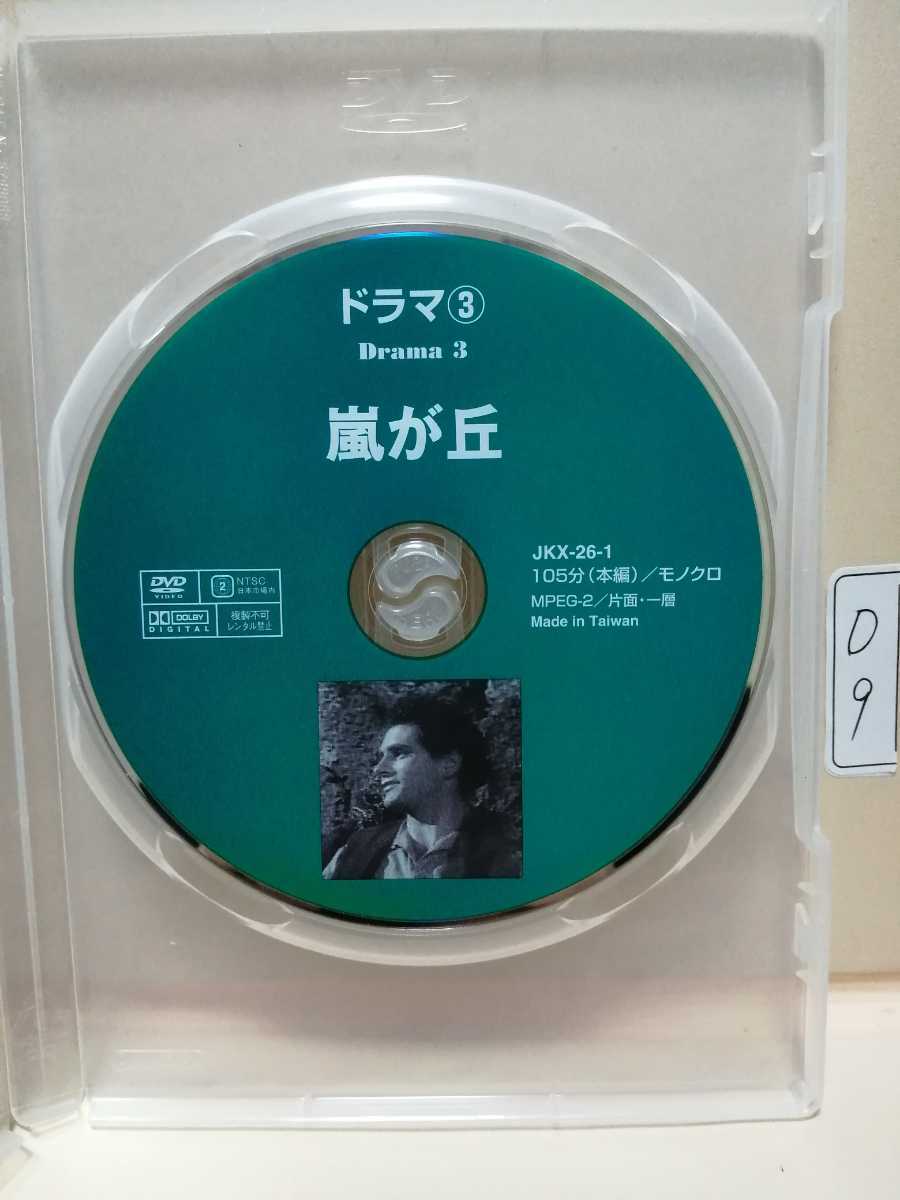 DVD
ドラマ③
Drama 3
嵐が丘
DVD
VIDEO
2
NTSC
日本市場内
DOLBY
DIGITAL
複製不可
レンタル禁止
JKX-26-1
105分(本編)/モノクロ
MPEG-2/片面・一層
Made in Taiwan
D
9